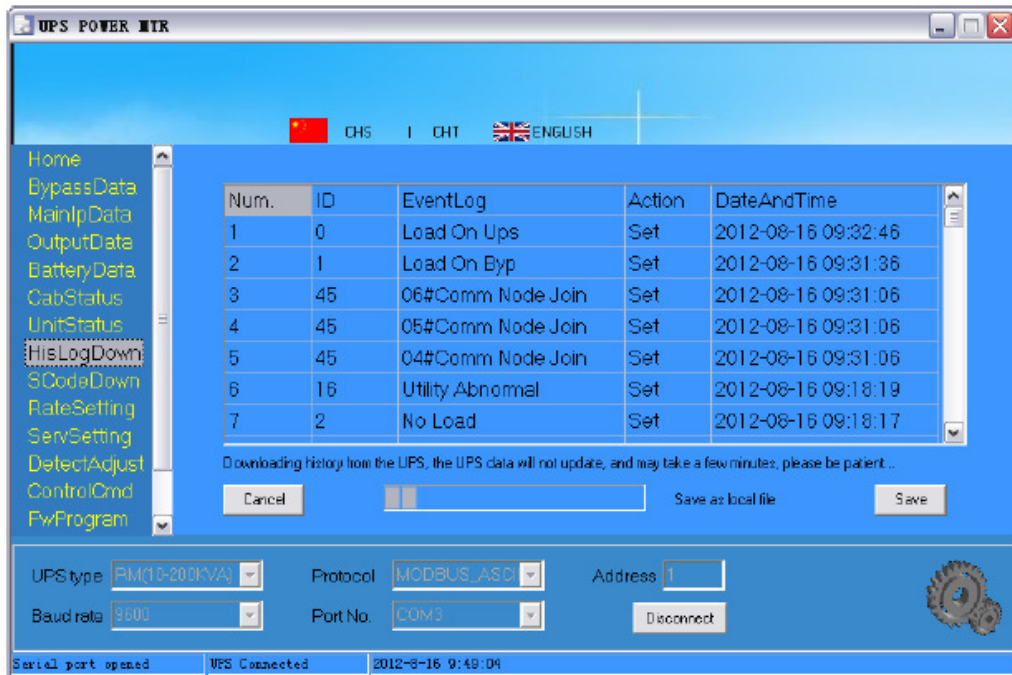 UPS POWER MTR
CHS | CHT ENGLISH
Home
BypassData
MainIpData
OutputData
BatteryData
CabStatus
UnitStatus
HisLogDown
SCodeDown
RateSetting
ServSetting
DetectAdjust
ControlCmd
FwProgram
Num. ID EventLog Action DateAndTime
1 0 Load On Ups Set 2012-08-16 09:32:46
2 1 Load On Byp Set 2012-08-16 09:31:36
3 45 06#Comm Node Join Set 2012-08-16 09:31:06
4 45 05#Comm Node Join Set 2012-08-16 09:31:06
5 45 04#Comm Node Join Set 2012-08-16 09:31:06
6 16 Utility Abnormal Set 2012-08-16 09:18:19
7 2 No Load Set 2012-08-16 09:18:17
Downloading history from the UPS, the UPS data will not update, and may take a few minutes, please be patient...
Cancel Save as local file Save
UPS type RM(10-200KVA) Protocol MODBUS_ASCI Address 1
Baud rate 9600 Port No. COM3 Disconnect
Serial port opened UPS Connected 2012-8-16 9:49:04